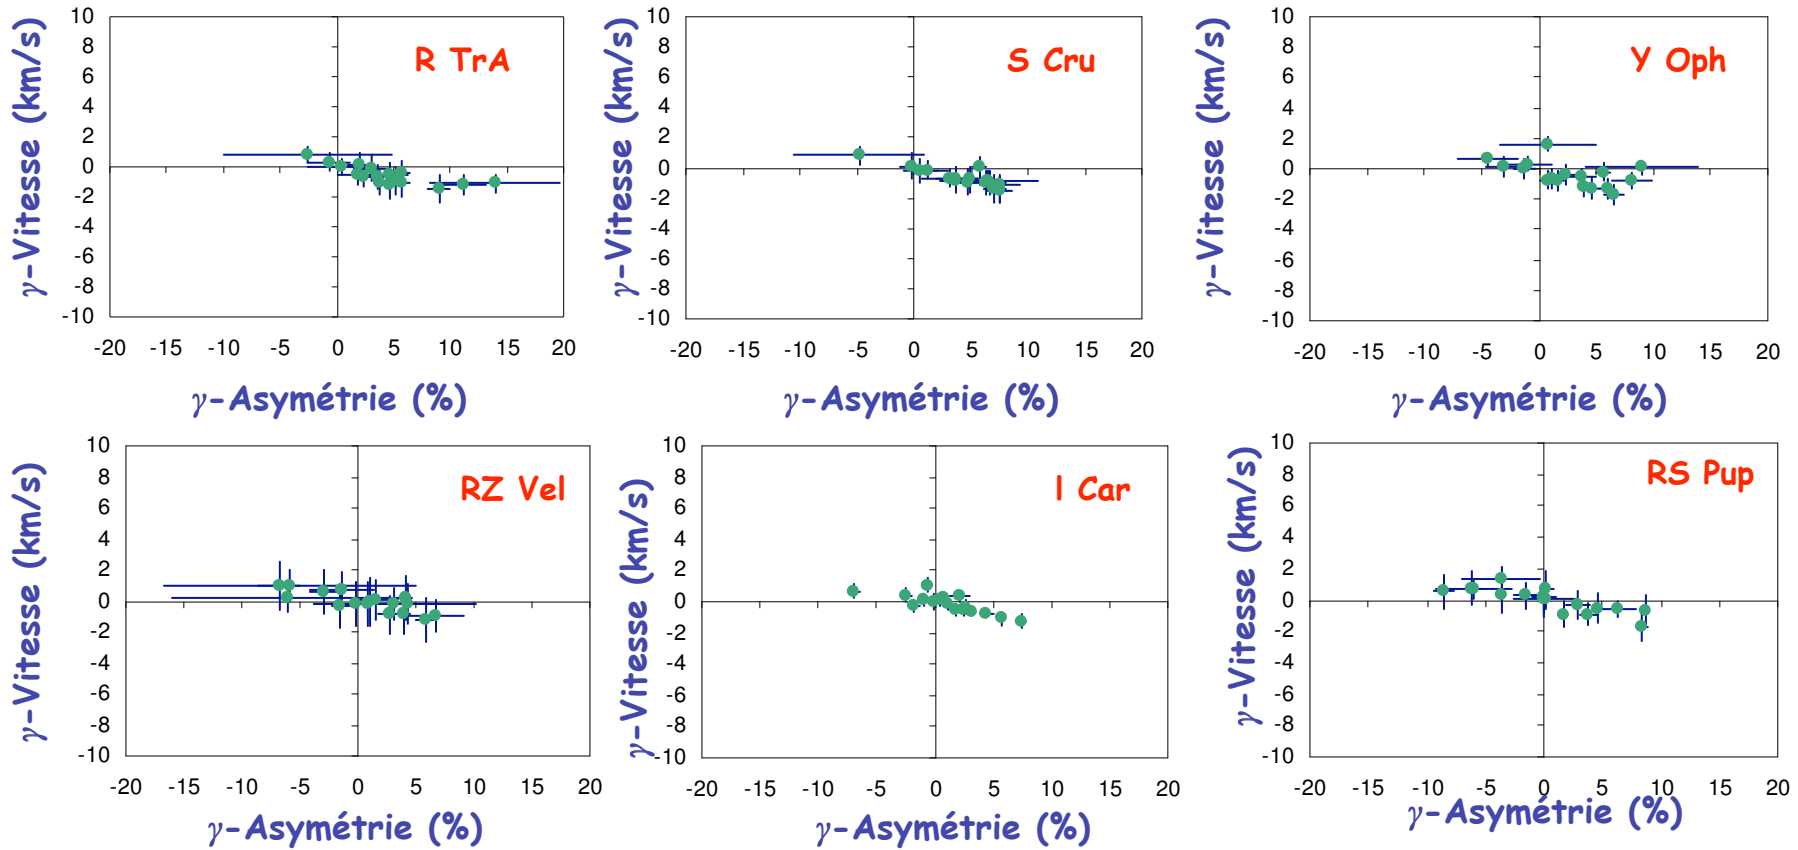 R TrA
γ-Vitesse (km/s)
10
8
6
4
2
0
-2
-4
-6
-8
-10
-20 -15 -10 -5 0 5 10 15 20
γ-Asymétrie (%)
S Cru
γ-Vitesse (km/s)
10
8
6
4
2
0
-2
-4
-6
-8
-10
-20 -15 -10 -5 0 5 10 15 20
γ-Asymétrie (%)
Y Oph
γ-Vitesse (km/s)
10
8
6
4
2
0
-2
-4
-6
-8
-10
-20 -15 -10 -5 0 5 10 15 20
γ-Asymétrie (%)
RZ Vel
γ-Vitesse (km/s)
10
8
6
4
2
0
-2
-4
-6
-8
-10
-20 -15 -10 -5 0 5 10 15 20
γ-Asymétrie (%)
l Car
γ-Vitesse (km/s)
10
8
6
4
2
0
-2
-4
-6
-8
-10
-20 -15 -10 -5 0 5 10 15 20
γ-Asymétrie (%)
RS Pup
γ-Vitesse (km/s)
10
8
6
4
2
0
-2
-4
-6
-8
-10
-20 -15 -10 -5 0 5 10 15 20
γ-Asymétrie (%)